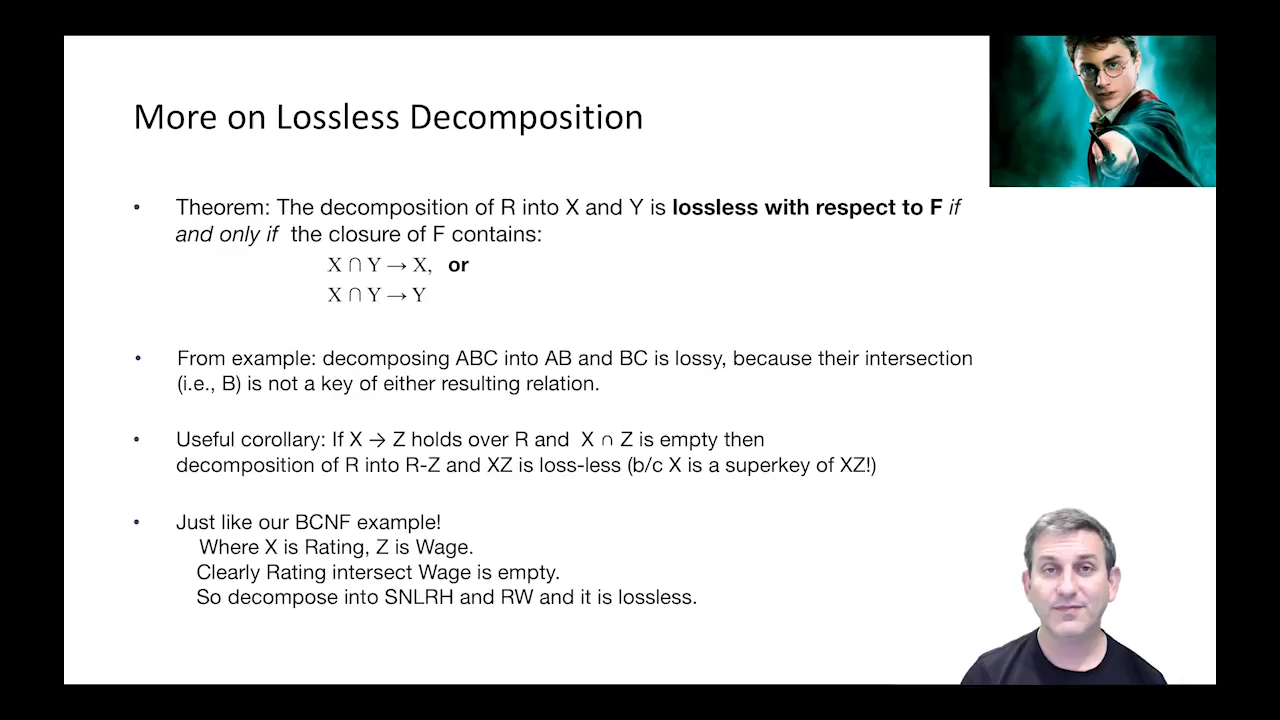 More on Lossless Decomposition
• Theorem: The decomposition of R into X and Y is lossless with respect to F if
and only if the closure of F contains:
X ∩ Y → X, or
X ∩ Y → Y
• From example: decomposing ABC into AB and BC is lossy, because their intersection
(i.e., B) is not a key of either resulting relation.
• Useful corollary: If X → Z holds over R and X ∩ Z is empty then
decomposition of R into R-Z and XZ is loss-less (b/c X is a superkey of XZ!)
• Just like our BCNF example!
Where X is Rating, Z is Wage.
Clearly Rating intersect Wage is empty.
So decompose into SNLRH and RW and it is lossless.